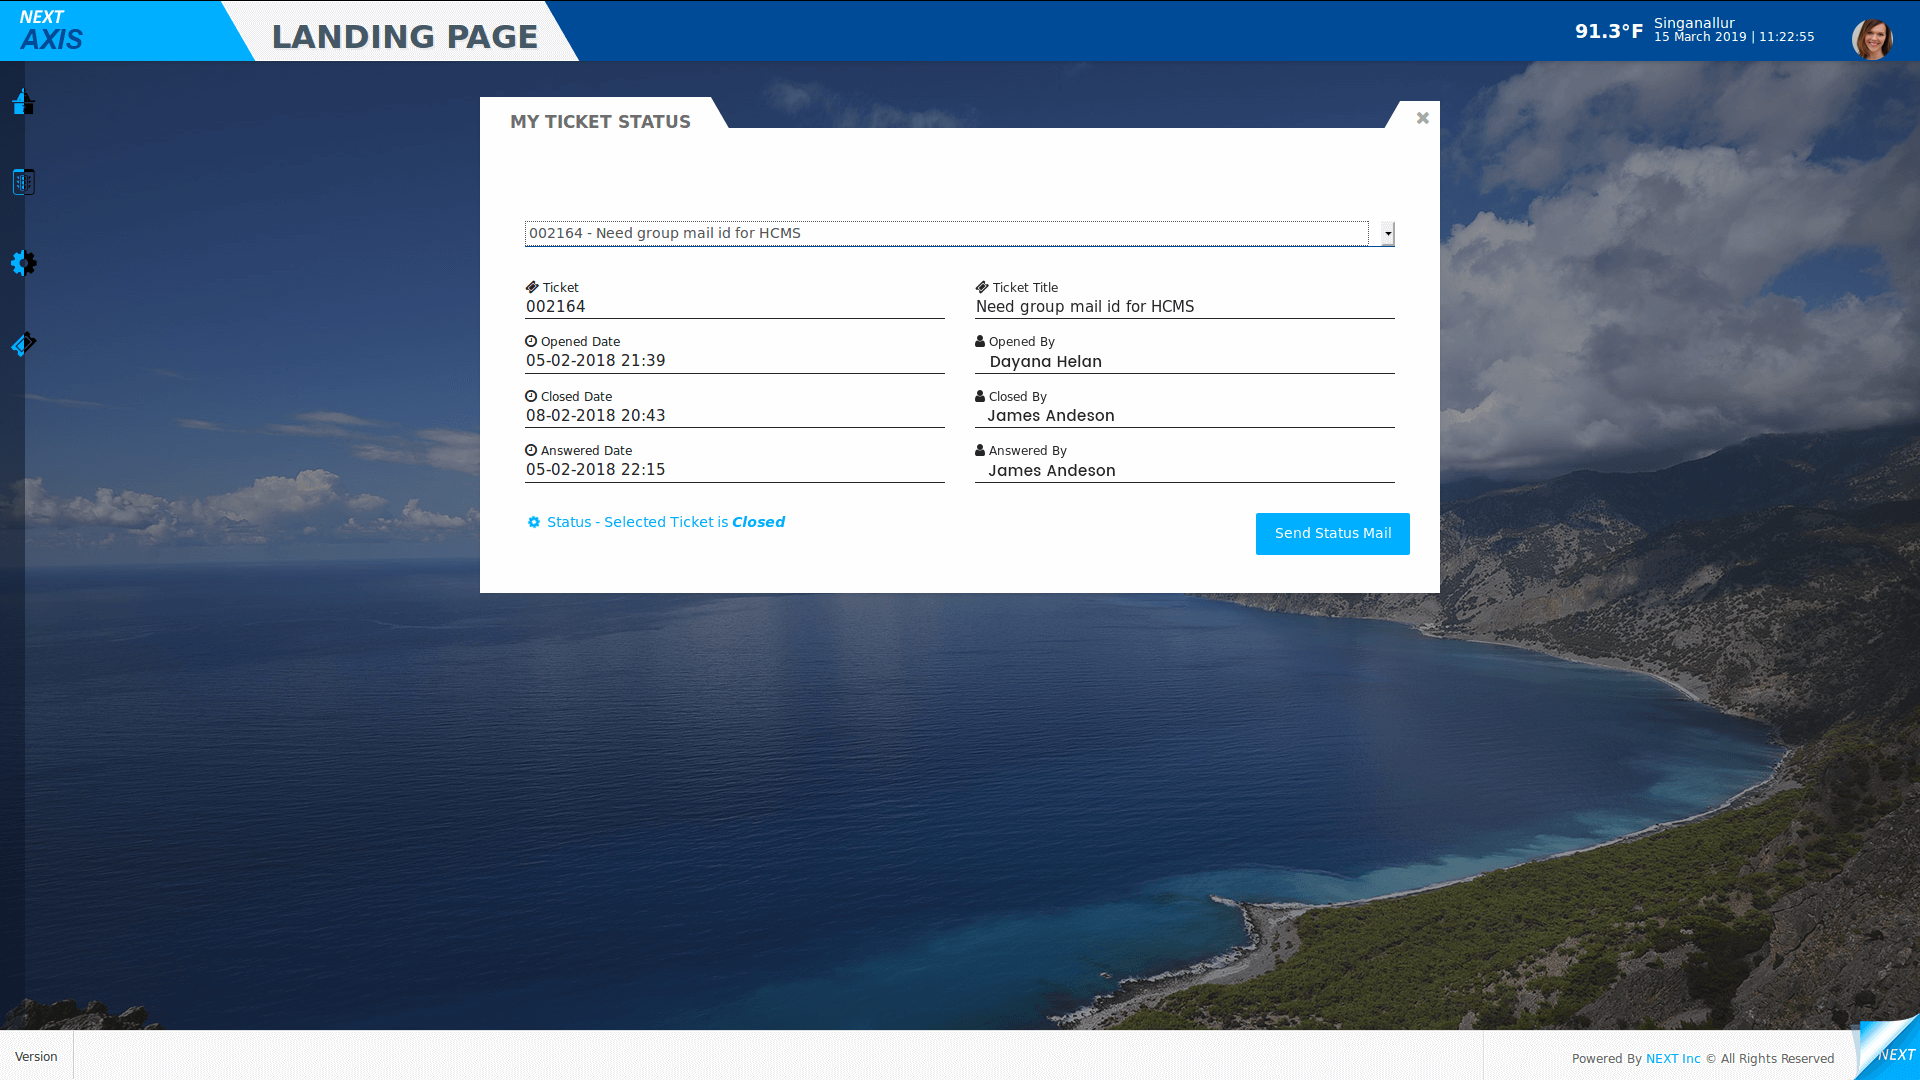 NEXT
AXIS
LANDING PAGE
91.3°F
Singanallur
15 March 2019 | 11:22:55
MY TICKET STATUS
002164 - Need group mail id for HCMS
Ticket
002164
Ticket Title
Need group mail id for HCMS
Opened Date
05-02-2018 21:39
Opened By
Dayana Helan
Closed Date
08-02-2018 20:43
Closed By
James Andeson
Answered Date
05-02-2018 22:15
Answered By
James Andeson
Status - Selected Ticket is Closed
Send Status Mail
Version
Powered By NEXT Inc © All Rights Reserved
NEXT